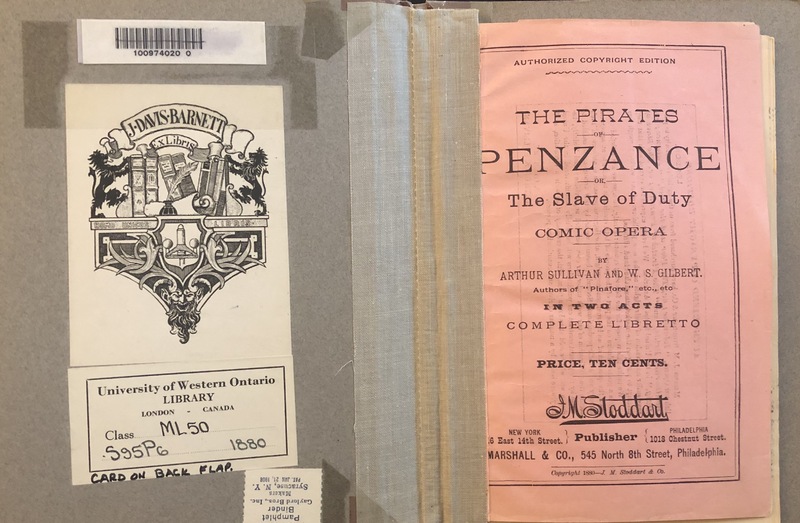 100974020 0
J. DAVIS · BARNETT
Ex Libris
University of Western Ontario
LIBRARY
LONDON - CANADA
Class ML50
.S95P6 1880
CARD ON BACK FLAP.
Pamphlet
Binder
Gaylord Bros., Inc.
Makers
Syracuse, N. Y.
PAT. JAN. 21, 1908
AUTHORIZED COPYRIGHT EDITION
THE PIRATES
OF
PENZANCE
OR,
The Slave of Duty
COMIC OPERA
BY
ARTHUR SULLIVAN AND W. S. GILBERT.
Authors of "Pinafore," etc., etc
IN TWO ACTS
COMPLETE LIBRETTO
PRICE, TEN CENTS.
J.M. Stoddart,
NEW YORK
6 East 14th Street.
Publisher
PHILADELPHIA
1018 Chestnut Street.
MARSHALL & CO., 545 North 8th Street, Philadelphia.
Copyright 1880—J. M. Stoddart & Co.